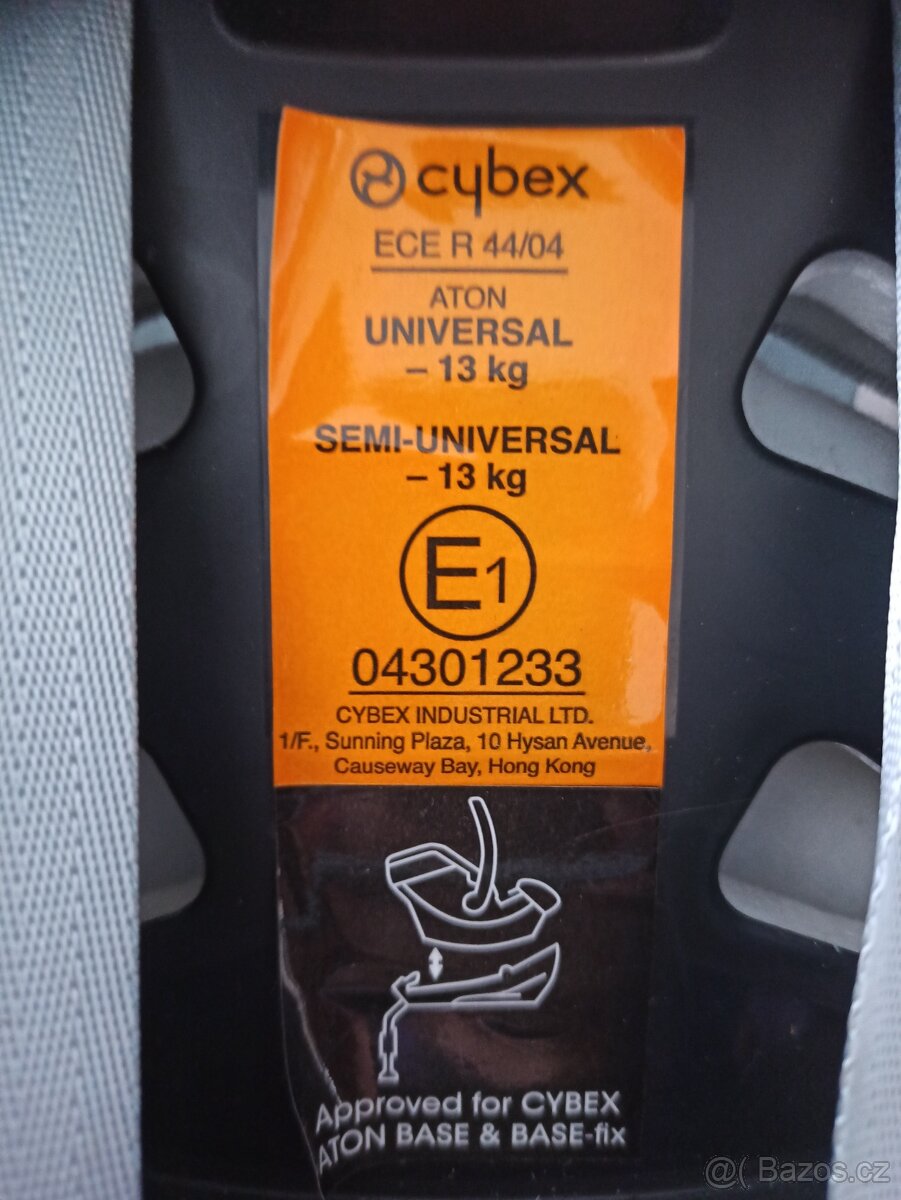 cybex
ECE R 44/04
ATON
UNIVERSAL
– 13 kg
SEMI-UNIVERSAL
– 13 kg
E1
04301233
CYBEX INDUSTRIAL LTD.
1/F., Sunning Plaza, 10 Hysan Avenue,
Causeway Bay, Hong Kong
Approved for CYBEX
ATON BASE & BASE-fix
@( Bazos.cz